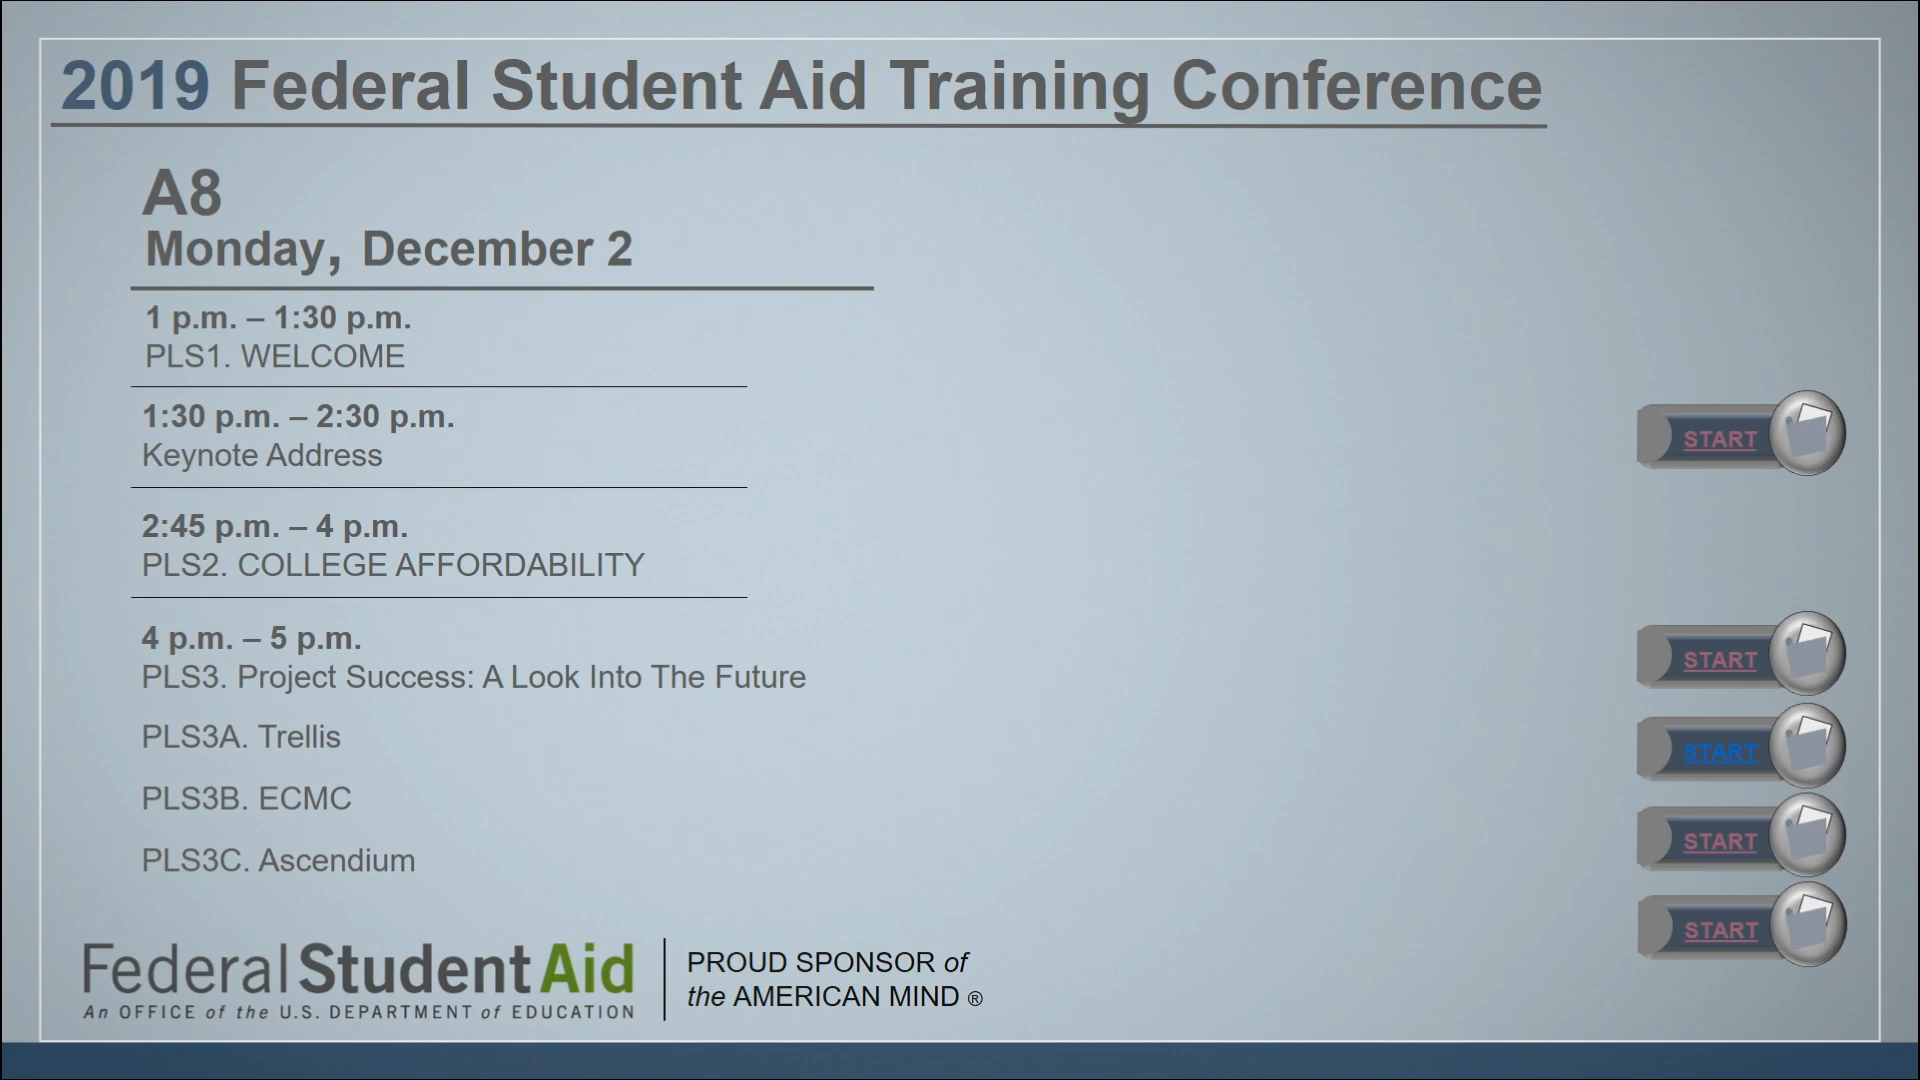 2019 Federal Student Aid Training Conference
A8
Monday, December 2
1 p.m. – 1:30 p.m.
PLS1. WELCOME
1:30 p.m. – 2:30 p.m.
Keynote Address
START
2:45 p.m. – 4 p.m.
PLS2. COLLEGE AFFORDABILITY
4 p.m. – 5 p.m.
PLS3. Project Success: A Look Into The Future
START
PLS3A. Trellis
START
PLS3B. ECMC
START
PLS3C. Ascendium
START
Federal Student Aid
An OFFICE of the U.S. DEPARTMENT of EDUCATION
PROUD SPONSOR of
the AMERICAN MIND ®